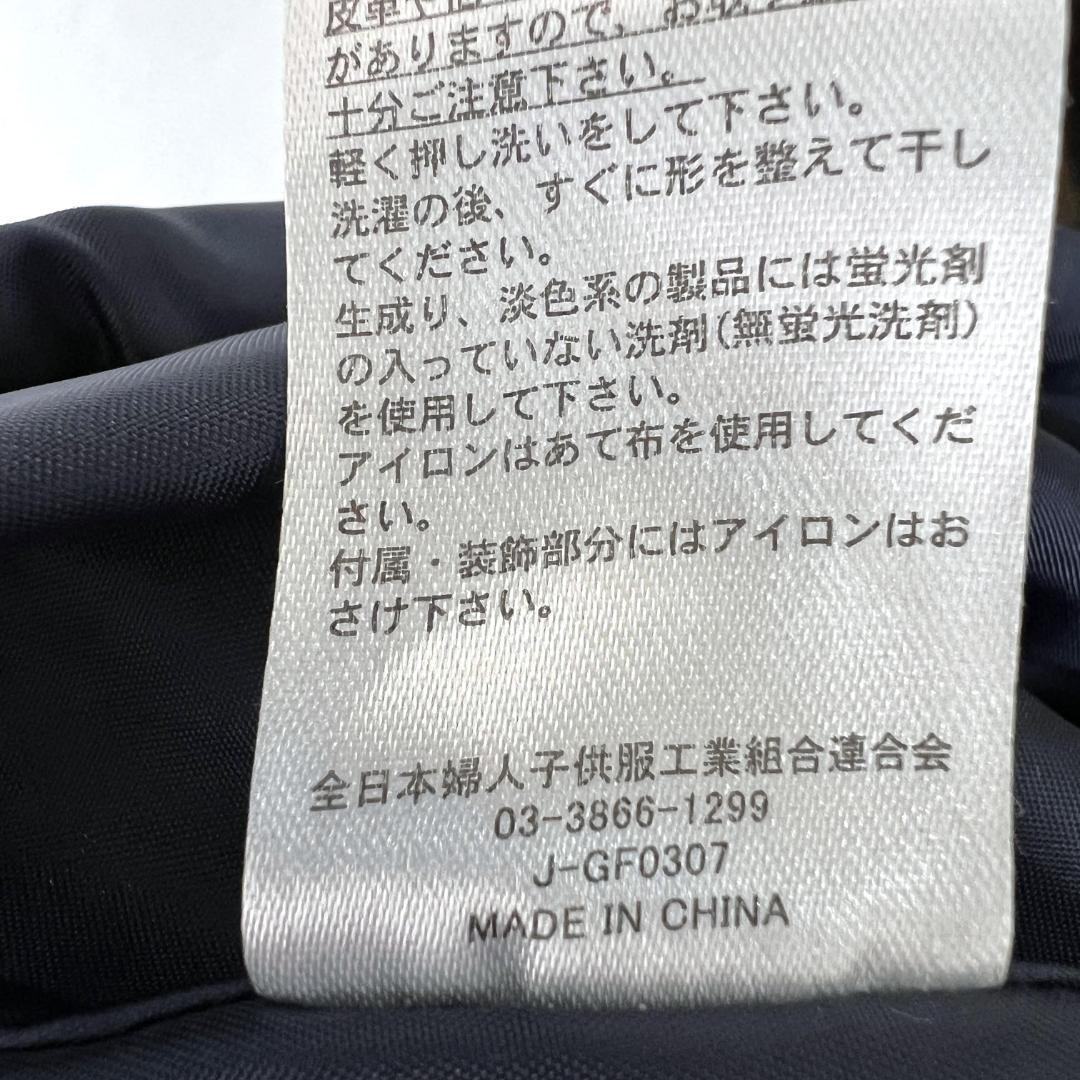 がありますので、お取
十分ご注意下さい。
軽く押し洗いをして下さい。
洗濯の後、すぐに形を整えて干し
てください。
生成り、淡色系の製品には蛍光剤
の入っていない洗剤(無蛍光洗剤)
を使用して下さい。
アイロンはあて布を使用してくだ
さい。
付属・装飾部分にはアイロンはお
さけ下さい。
全日本婦人子供服工業組合連合会
03-3866-1299
J-GF0307
MADE IN CHINA